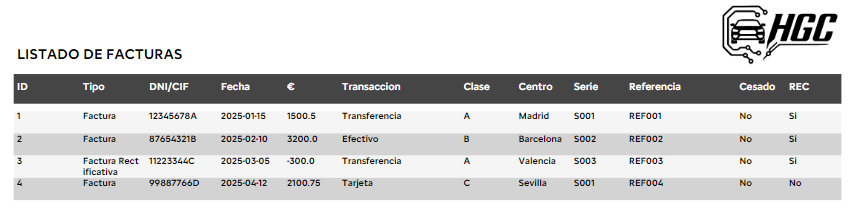 HGC
LISTADO DE FACTURAS
ID Tipo DNI/CIF Fecha € Transaccion Clase Centro Serie Referencia Cesado REC
1 Factura 12345678A 2025-01-15 1500.5 Transferencia A Madrid S001 REF001 No Si
2 Factura 87654321B 2025-02-10 3200.0 Efectivo B Barcelona S002 REF002 No Si
3 Factura Rect 11223344C 2025-03-05 -300.0 Transferencia A Valencia S003 REF003 No Si
ificativa
4 Factura 99887766D 2025-04-12 2100.75 Tarjeta C Sevilla S001 REF004 No No